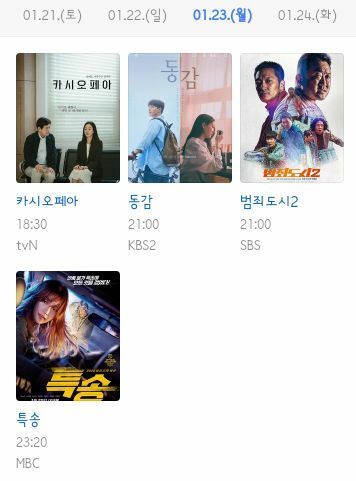 01.21.(토) 01.22.(일) 01.23.(월) 01.24.(화)
카시오페아
동감
범죄도시2
카시오페아
18:30
tvN
동감
21:00
KBS2
범죄도시2
21:00
SBS
특송
특송
23:20
MBC